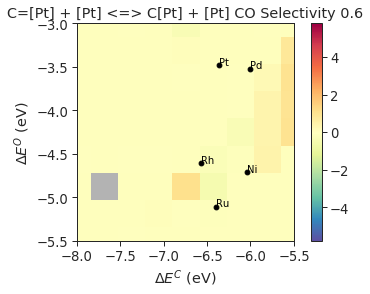 C=[Pt] + [Pt] <=> C[Pt] + [Pt] CO Selectivity 0.6
−3.0
−3.5
−4.0
−4.5
−5.0
−5.5
ΔE^O (eV)
Pt
Pd
Rh
Ni
Ru
−8.0 −7.5 −7.0 −6.5 −6.0 −5.5
ΔE^C (eV)
4
2
0
−2
−4